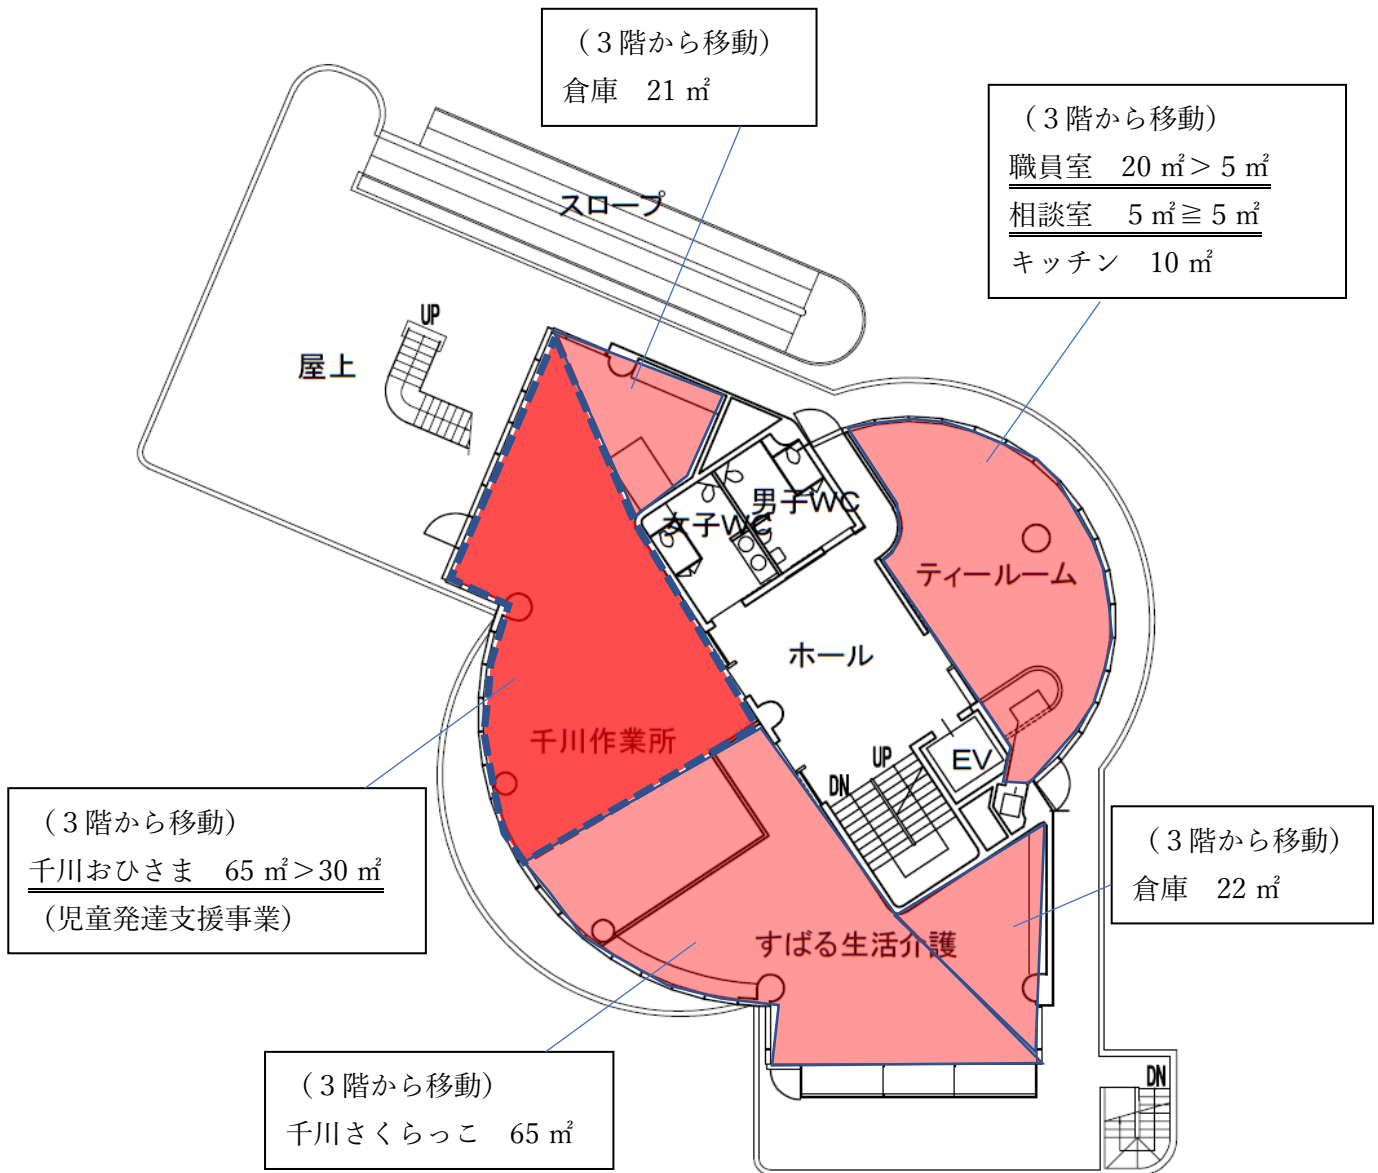 （３階から移動）
倉庫　21 ㎡
（３階から移動）
職員室　20 ㎡＞５㎡
相談室　５㎡≧５㎡
キッチン　10 ㎡
スロープ
UP
屋上
男子WC
女子WC
ティールーム
ホール
千川作業所
UP
EV
DN
（３階から移動）
千川おひさま　65 ㎡＞30 ㎡
（児童発達支援事業）
（３階から移動）
倉庫　22 ㎡
すばる生活介護
（３階から移動）
千川さくらっこ　65 ㎡
DN